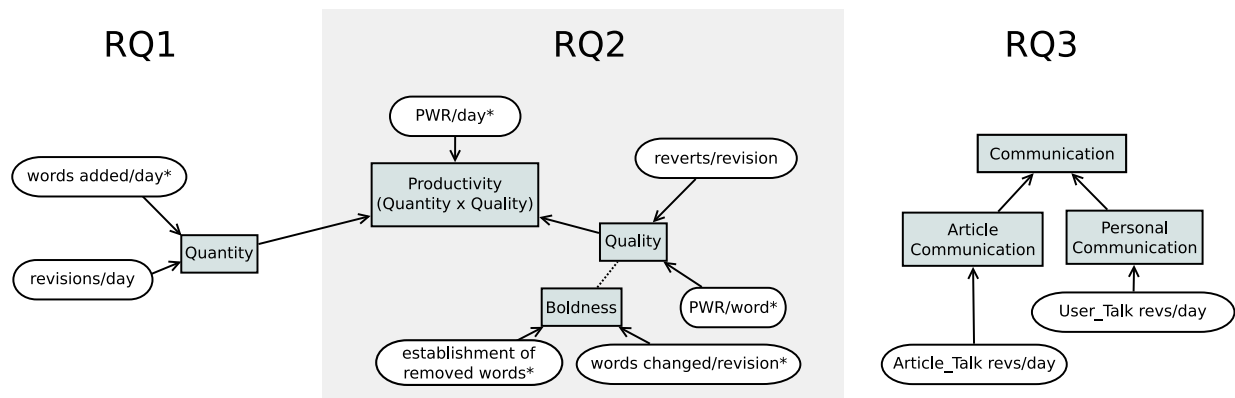 RQ1
words added/day*
revisions/day
Quantity
RQ2
PWR/day*
Productivity
(Quantity x Quality)
reverts/revision
Quality
PWR/word*
Boldness
establishment of
removed words*
words changed/revision*
RQ3
Communication
Article
Communication
Personal
Communication
User_Talk revs/day
Article_Talk revs/day